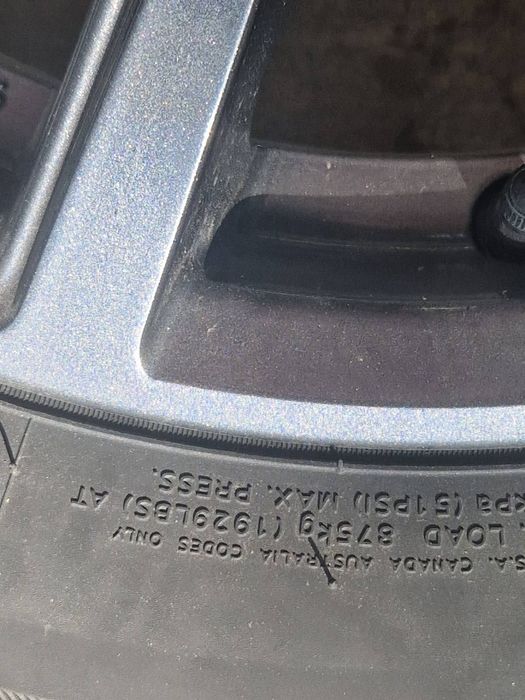 S.A. CANADA AUSTRALIA CODES ONLY
. LOAD 875kg (1929LBS) AT
kPa (51PSI) MAX. PRESS.